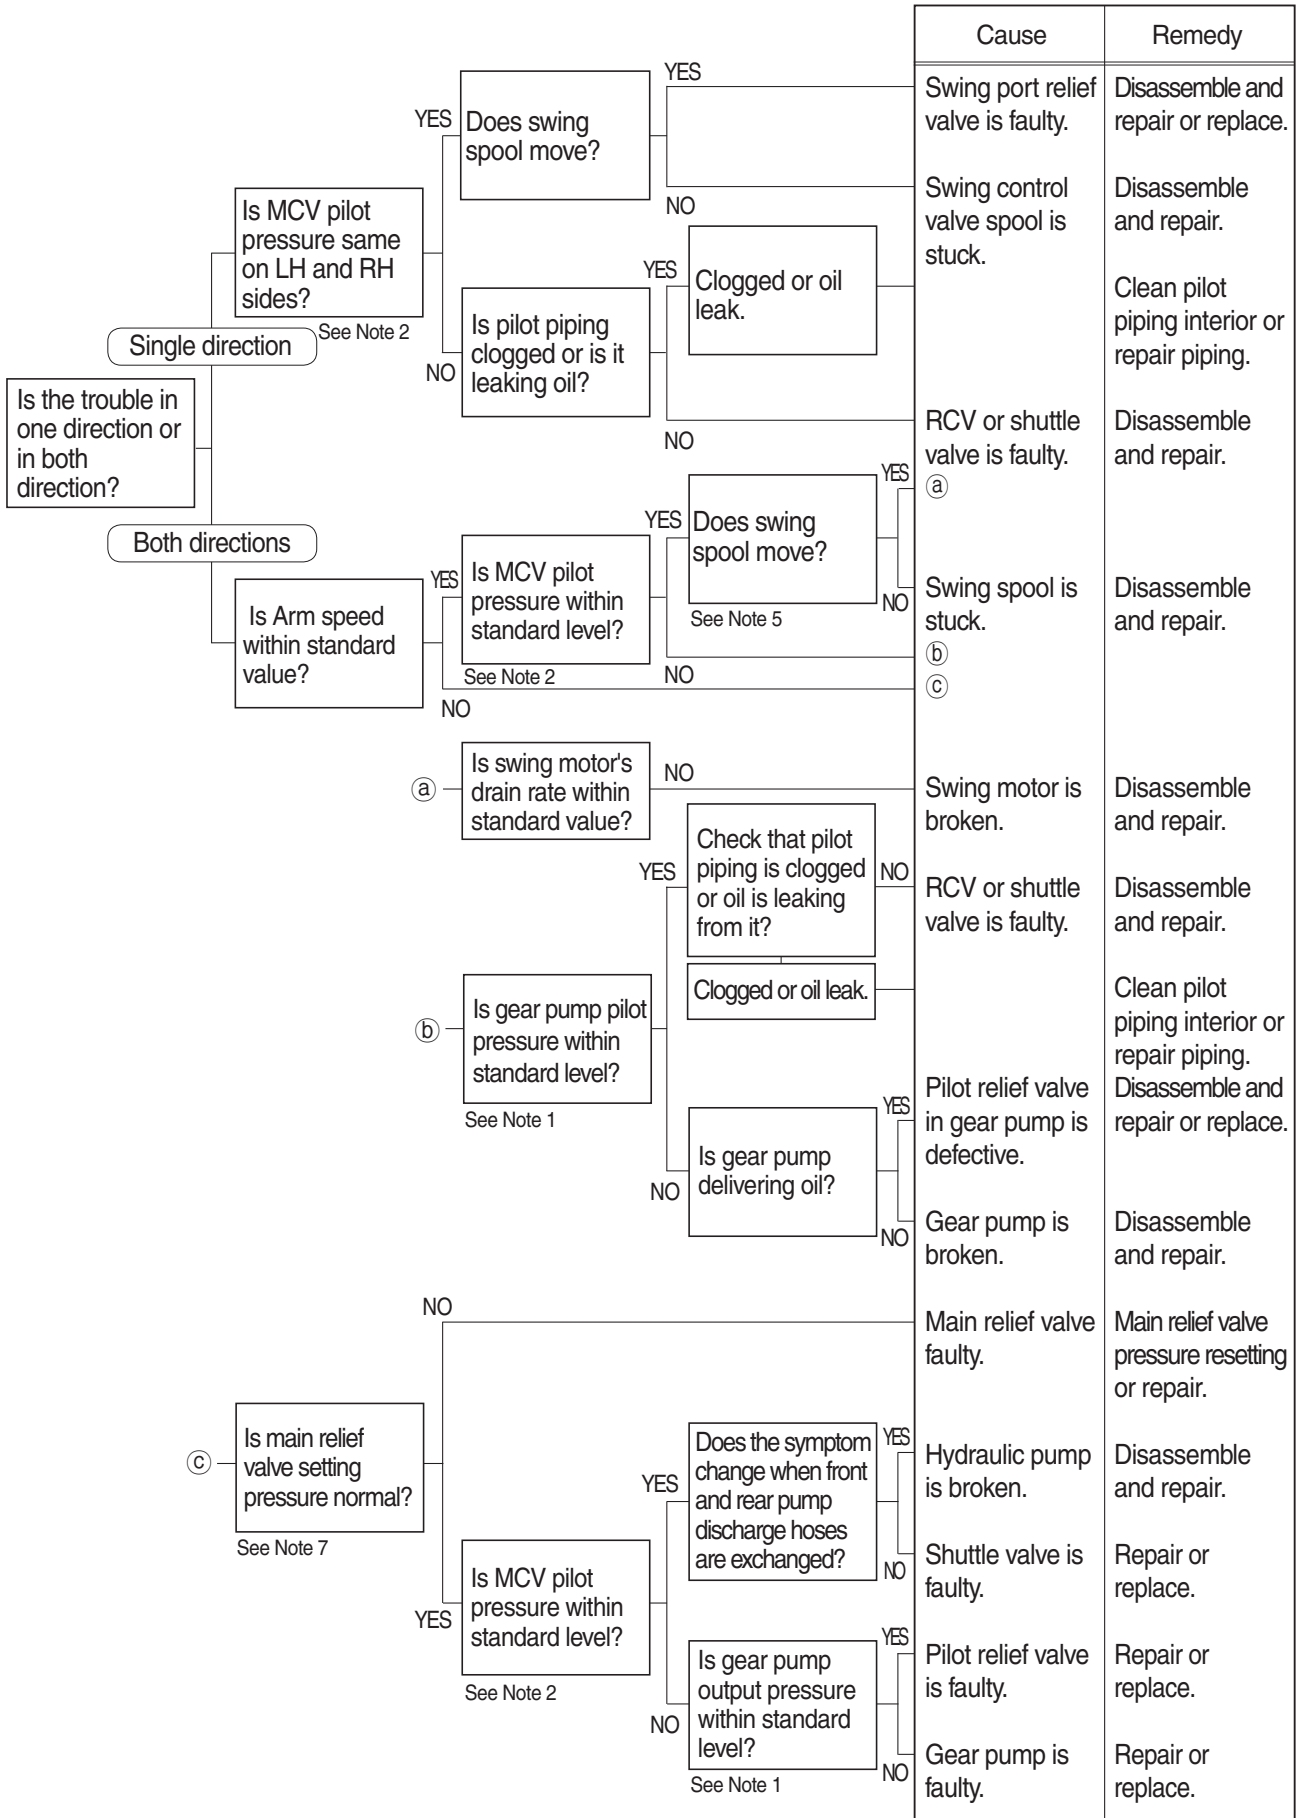 Cause
Remedy
YES
Swing port relief
valve is faulty.
Disassemble and
repair or replace.
YES
Does swing
spool move?
NO
Swing control
valve spool is
stuck.
Disassemble
and repair.
Is MCV pilot
pressure same
on LH and RH
sides?
See Note 2
YES
Clogged or oil
leak.
Clean pilot
piping interior or
repair piping.
Is pilot piping
clogged or is it
leaking oil?
NO
Single direction
Is the trouble in
one direction or
in both
direction?
NO
RCV or shuttle
valve is faulty.
Disassemble
and repair.
YES
ⓐ
YES
Does swing
spool move?
See Note 5
Both directions
YES
Is MCV pilot
pressure within
standard level?
See Note 2
NO
Swing spool is
stuck.
Disassemble
and repair.
Is Arm speed
within standard
value?
NO
ⓑ
ⓒ
NO
ⓐ
Is swing motor's
drain rate within
standard value?
NO
Swing motor is
broken.
Disassemble
and repair.
YES
Check that pilot
piping is clogged
or oil is leaking
from it?
NO
RCV or shuttle
valve is faulty.
Disassemble
and repair.
Clogged or oil leak.
Clean pilot
piping interior or
repair piping.
ⓑ
Is gear pump pilot
pressure within
standard level?
See Note 1
YES
Pilot relief valve
in gear pump is
defective.
Disassemble and
repair or replace.
NO
Is gear pump
delivering oil?
NO
Gear pump is
broken.
Disassemble
and repair.
NO
Main relief valve
faulty.
Main relief valve
pressure resetting
or repair.
ⓒ
Is main relief
valve setting
pressure normal?
See Note 7
YES
Does the symptom
change when front
and rear pump
discharge hoses
are exchanged?
YES
Hydraulic pump
is broken.
Disassemble
and repair.
NO
Shuttle valve is
faulty.
Repair or
replace.
YES
Is MCV pilot
pressure within
standard level?
See Note 2
YES
Pilot relief valve
is faulty.
Repair or
replace.
NO
Is gear pump
output pressure
within standard
level?
See Note 1
NO
Gear pump is
faulty.
Repair or
replace.